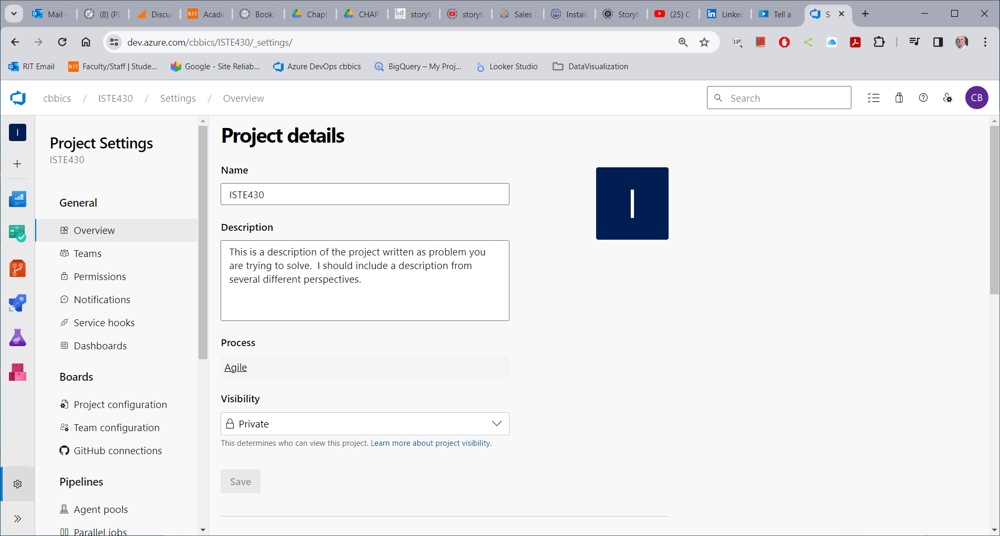 Mail -
(8) (PD
Discus
RIT Acade
Book
Chapt
CHAP
storyt
storyt
Sales
Install
Storyt
(25) C
Linked
Tell a s
S
dev.azure.com/cbbics/ISTE430/_settings/
RIT Email
RIT Faculty/Staff | Stude...
Google - Site Reliab...
Azure DevOps cbbics
BigQuery – My Proj...
Looker Studio
DataVisualization
cbbics / ISTE430 / Settings / Overview
Search
CB
I
Project Settings
ISTE430
General
Overview
Teams
Permissions
Notifications
Service hooks
Dashboards
Boards
Project configuration
Team configuration
GitHub connections
Pipelines
Agent pools
Parallel jobs
Project details
Name
ISTE430
I
Description
This is a description of the project written as problem you
are trying to solve.  I should include a description from
several different perspectives.
Process
Agile
Visibility
Private
This determines who can view this project. Learn more about project visibility.
Save